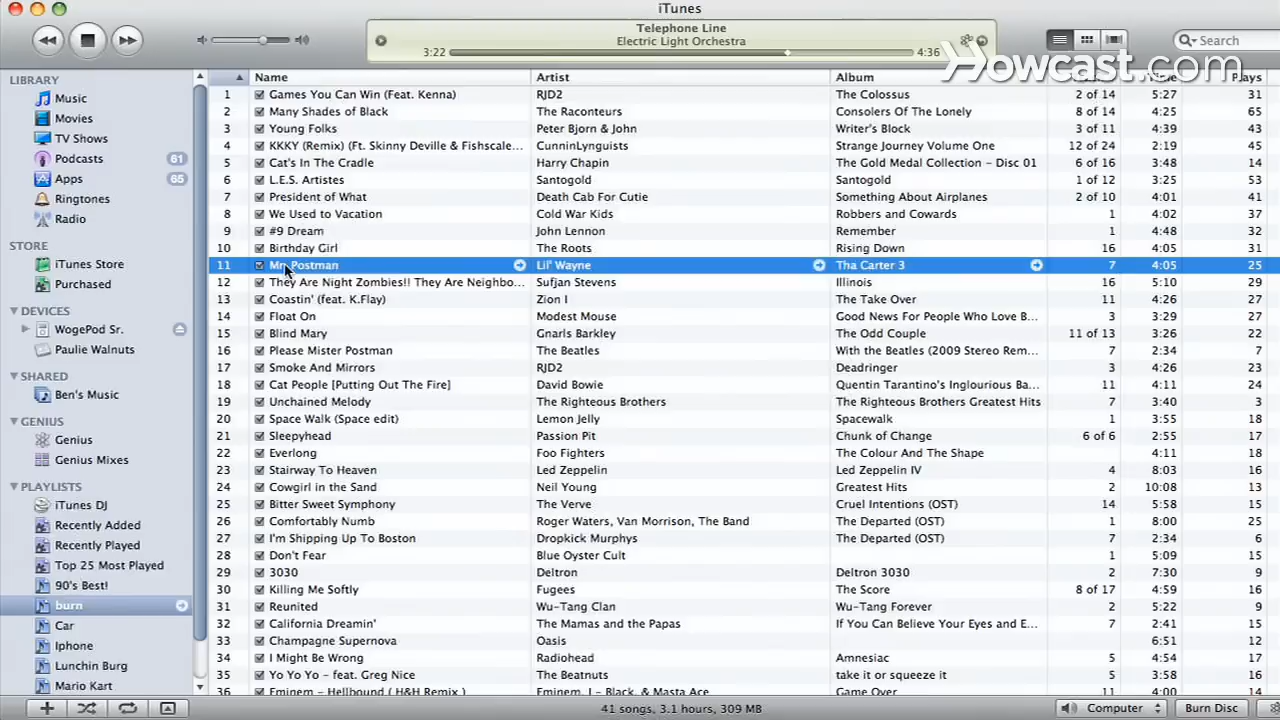 iTunes
Telephone Line
Electric Light Orchestra
3:22 4:36
Search
Howcast.com
LIBRARY
Music
Movies
TV Shows
Podcasts 61
Apps 65
Ringtones
Radio
STORE
iTunes Store
Purchased
DEVICES
WogePod Sr.
Paulie Walnuts
SHARED
Ben's Music
GENIUS
Genius
Genius Mixes
PLAYLISTS
iTunes DJ
Recently Added
Recently Played
Top 25 Most Played
90's Best!
burn
Car
Iphone
Lunchin Burg
Mario Kart
Name Artist Album Plays
1 Games You Can Win (Feat. Kenna) RJD2 The Colossus 2 of 14 5:27 31
2 Many Shades of Black The Raconteurs Consolers Of The Lonely 8 of 14 5:27 65
3 Young Folks Peter Bjorn & John Writer's Block 3 of 11 4:39 43
4 KKKY (Remix) (Ft. Skinny Deville & Fishscale... CunninLynguists Strange Journey Volume One 12 of 24 2:19 45
5 Cat's In The Cradle Harry Chapin The Gold Medal Collection - Disc 01 6 of 16 3:48 14
6 L.E.S. Artistes Santogold Santogold 1 of 12 3:25 53
7 President of What Death Cab For Cutie Something About Airplanes 2 of 10 4:01 41
8 We Used to Vacation Cold War Kids Robbers and Cowards 1 4:02 37
9 #9 Dream John Lennon Remember 1 4:48 32
10 Birthday Girl The Roots Rising Down 16 4:05 31
11 Mr. Postman Lil' Wayne Tha Carter 3 7 4:05 25
12 They Are Night Zombies!! They Are Neighbo... Sufjan Stevens Illinois 16 5:10 29
13 Coastin' (feat. K.Flay) Zion I The Take Over 11 4:26 27
14 Float On Modest Mouse Good News For People Who Love B... 3 3:29 27
15 Blind Mary Gnarls Barkley The Odd Couple 11 of 13 3:26 22
16 Please Mister Postman The Beatles With the Beatles (2009 Stereo Rem... 7 2:34 7
17 Smoke And Mirrors RJD2 Deadringer 3 4:26 23
18 Cat People [Putting Out The Fire] David Bowie Quentin Tarantino's Inglourious Ba... 11 4:11 24
19 Unchained Melody The Righteous Brothers The Righteous Brothers Greatest Hits 7 3:40 3
20 Space Walk (Space edit) Lemon Jelly Spacewalk 1 3:55 18
21 Sleepyhead Passion Pit Chunk of Change 6 of 6 2:55 17
22 Everlong Foo Fighters The Colour And The Shape 4:11 18
23 Stairway To Heaven Led Zeppelin Led Zeppelin IV 4 8:03 16
24 Cowgirl in the Sand Neil Young Greatest Hits 2 10:08 13
25 Bitter Sweet Symphony The Verve Cruel Intentions (OST) 14 5:58 15
26 Comfortably Numb Roger Waters, Van Morrison, The Band The Departed (OST) 1 8:00 25
27 I'm Shipping Up To Boston Dropkick Murphys The Departed (OST) 7 2:34 6
28 Don't Fear Blue Oyster Cult 1 5:09 15
29 3030 Deltron Deltron 3030 2 7:30 9
30 Killing Me Softly Fugees The Score 8 of 17 4:59 16
31 Reunited Wu-Tang Clan Wu-Tang Forever 2 5:22 9
32 California Dreamin' The Mamas and the Papas If You Can Believe Your Eyes and E... 7 2:41 15
33 Champagne Supernova Oasis 6:51 12
34 I Might Be Wrong Radiohead Amnesiac 5 4:54 17
35 Yo Yo Yo - feat. Greg Nice The Beatnuts take it or squeeze it 5 3:58 16
36 Eminem - Hellbound ( H&H Remix ) Eminem, J - Black, & Masta Ace Game Over 11 4:00 14
41 songs, 3.1 hours, 309 MB
Computer
Burn Disc